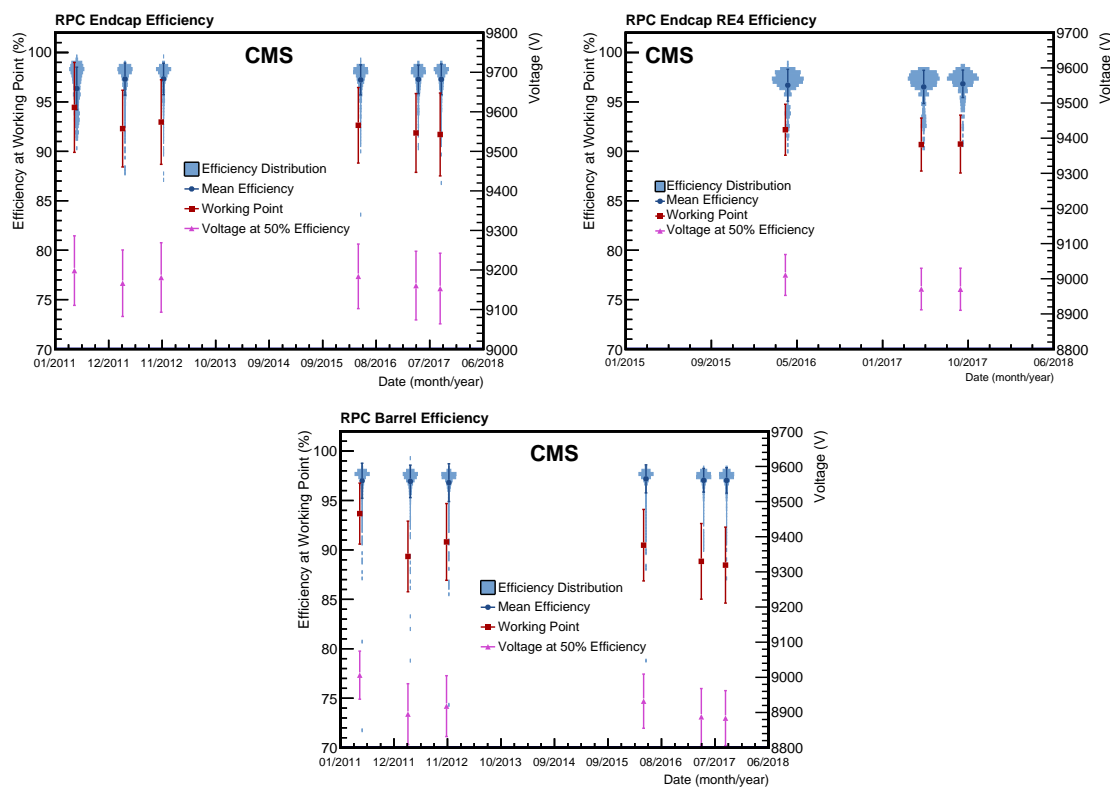 RPC Endcap Efficiency
CMS
Efficiency at Working Point (%)
100
95
90
85
80
75
70
9800
9700
9600
9500
9400
9300
9200
9100
9000
Voltage (V)
Efficiency Distribution
Mean Efficiency
Working Point
Voltage at 50% Efficiency
01/2011 12/2011 11/2012 10/2013 09/2014 09/2015 08/2016 07/2017 06/2018
Date (month/year)
RPC Endcap RE4 Efficiency
CMS
Efficiency at Working Point (%)
100
95
90
85
80
75
70
9700
9600
9500
9400
9300
9200
9100
9000
8900
8800
Voltage (V)
Efficiency Distribution
Mean Efficiency
Working Point
Voltage at 50% Efficiency
01/2015 09/2015 05/2016 01/2017 10/2017 06/2018
Date (month/year)
RPC Barrel Efficiency
CMS
Efficiency at Working Point (%)
100
95
90
85
80
75
70
9700
9600
9500
9400
9300
9200
9100
9000
8900
8800
Voltage (V)
Efficiency Distribution
Mean Efficiency
Working Point
Voltage at 50% Efficiency
01/2011 12/2011 11/2012 10/2013 09/2014 09/2015 08/2016 07/2017 06/2018
Date (month/year)